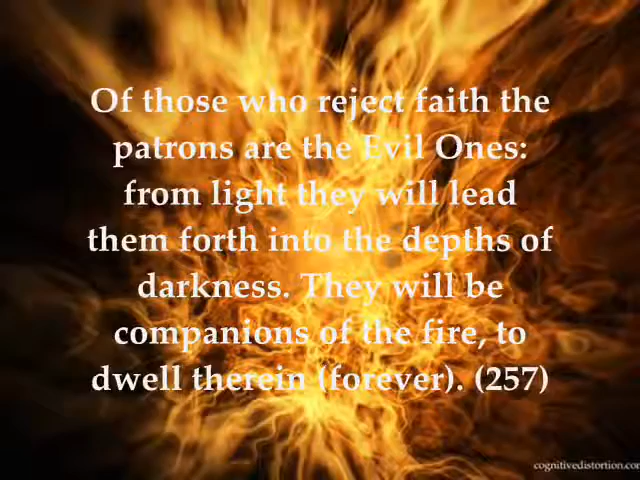 Of those who reject faith the
patrons are the Evil Ones:
from light they will lead
them forth into the depths of
darkness. They will be
companions of the fire, to
dwell therein (forever). (257)
cognitivedistortion.com